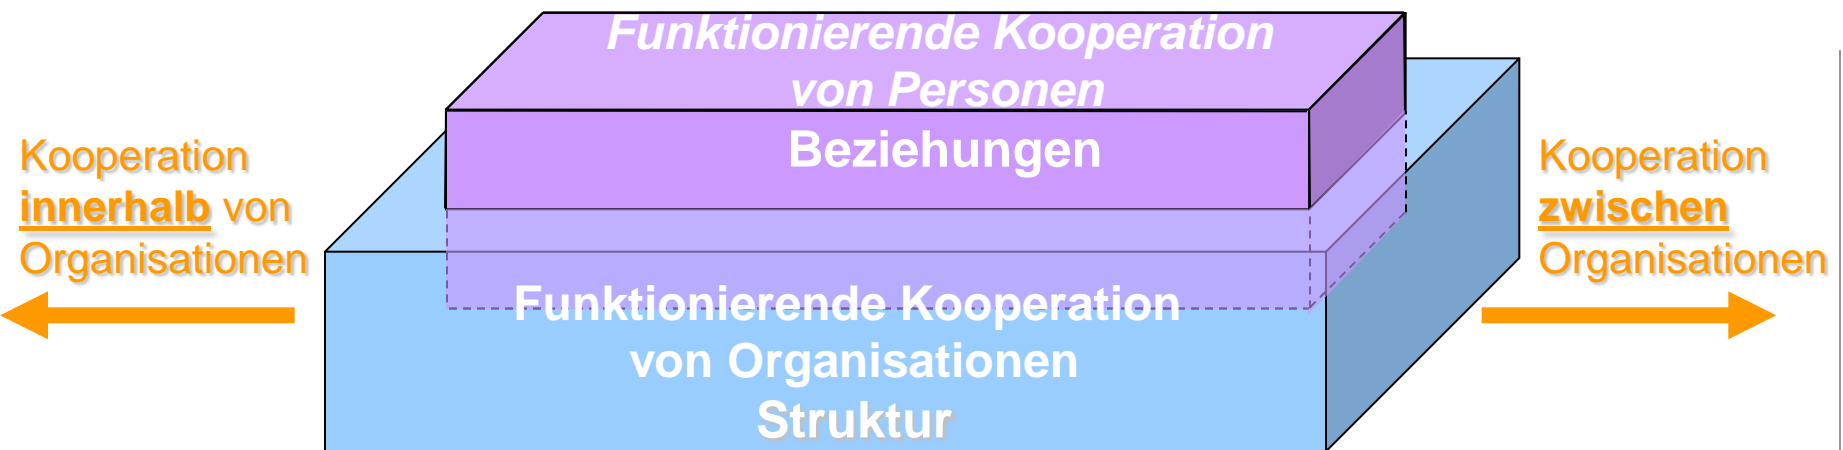 Funktionierende Kooperation
von Personen
Beziehungen
Kooperation
innerhalb von
Organisationen
Kooperation
zwischen
Organisationen
Funktionierende Kooperation
von Organisationen
Struktur